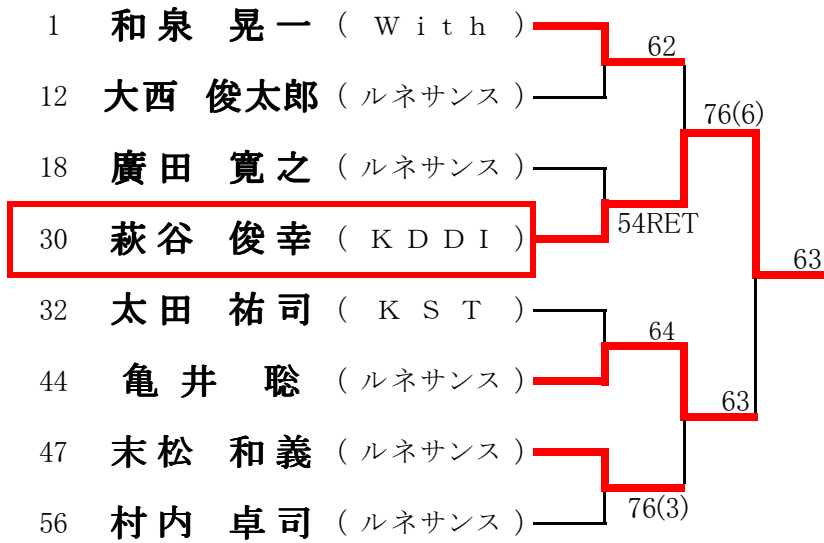 1 和泉 晃一 ( With ) 62
12 大西 俊太郎 ( ルネサンス ) 76(6)
18 廣田 寛之 ( ルネサンス )
30 萩谷 俊幸 ( KDDI ) 54RET 63
32 太田 祐司 ( KST ) 64
44 亀井 聡 ( ルネサンス ) 63
47 末松 和義 ( ルネサンス )
76(3)
56 村内 卓司 ( ルネサンス )